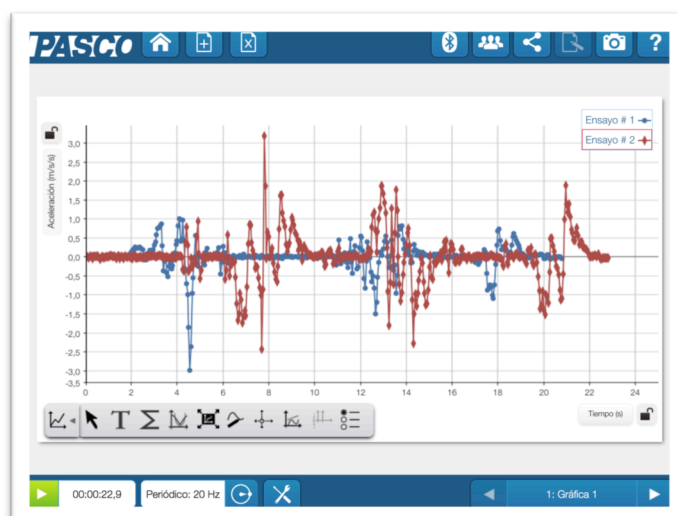 PASCO
?
Ensayo # 1
Ensayo # 2
Aceleración (m/s/s)
3,0
2,5
2,0
1,5
1,0
0,5
0,0
-0,5
-1,0
-1,5
-2,0
-2,5
-3,0
-3,5
0 2 4 6 8 10 12 14 16 18 20 22 24
Tiempo (s)
T Σ
00:00:22,9 Periódico: 20 Hz 1: Gráfica 1